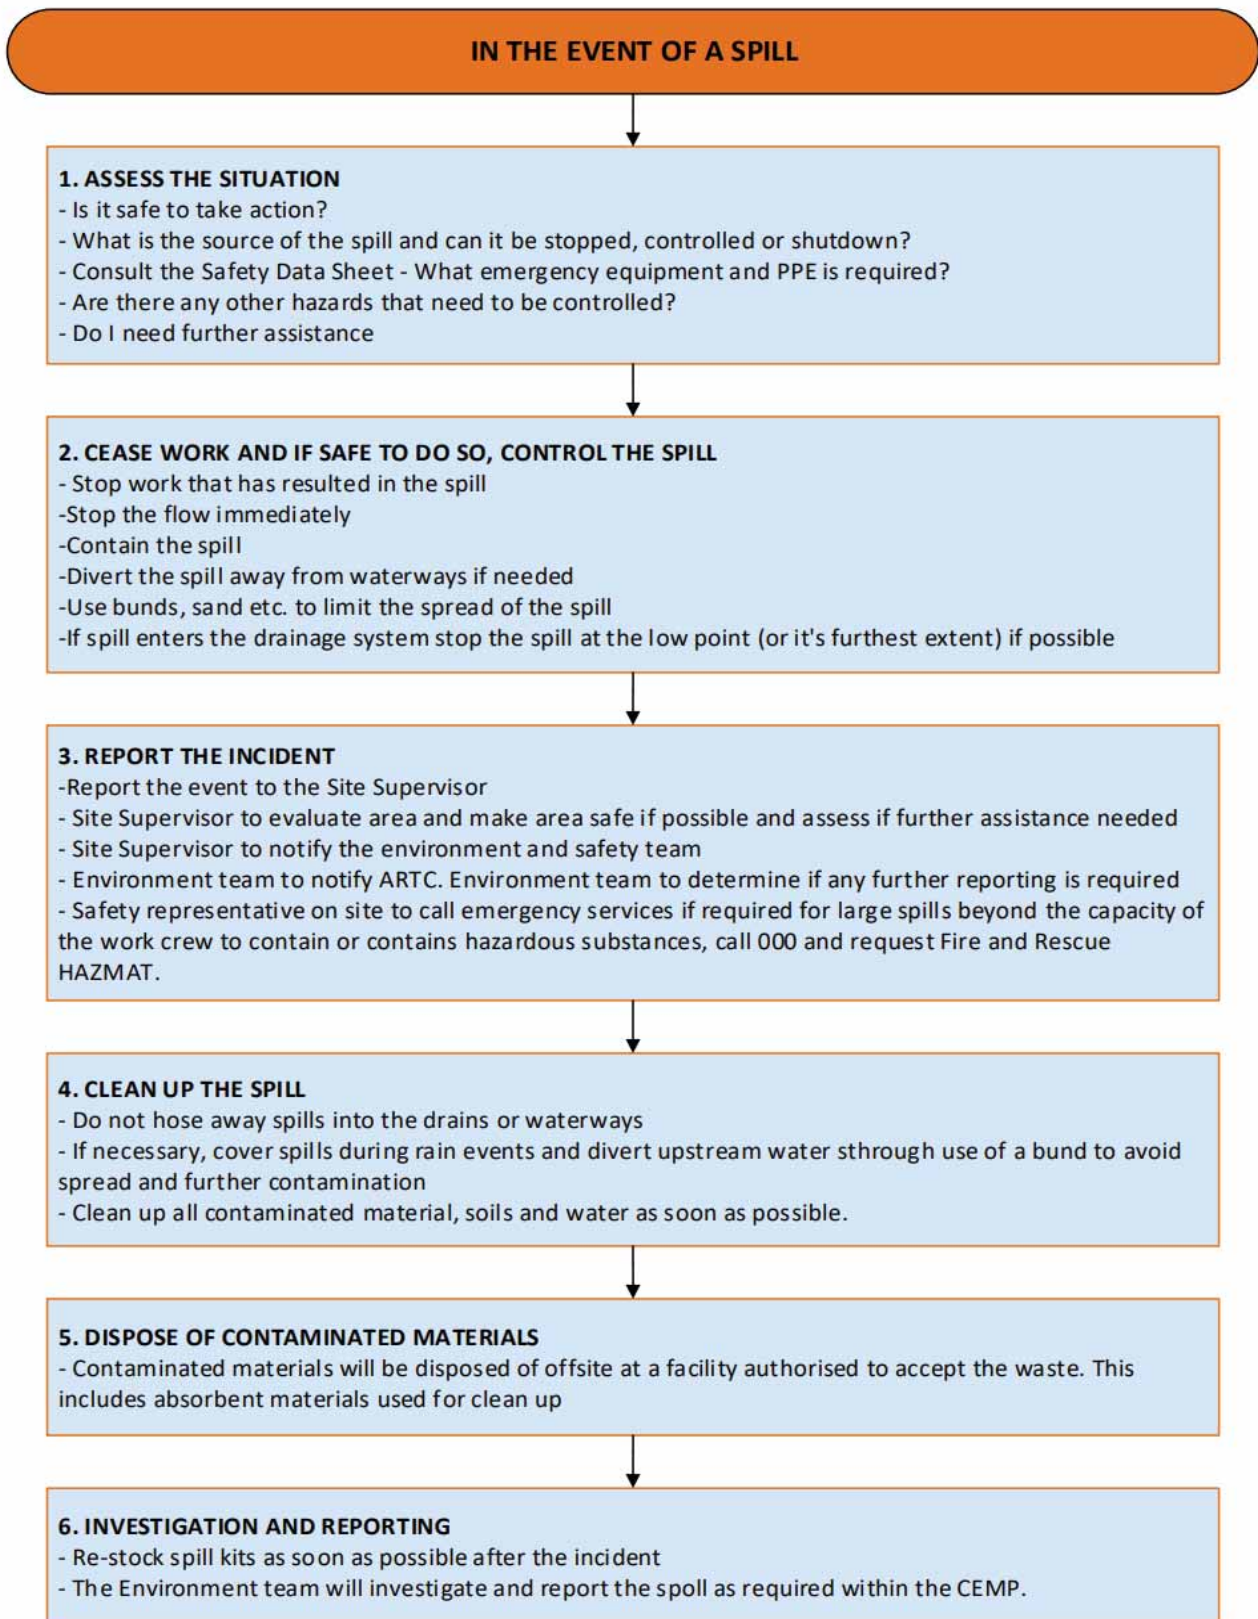 IN THE EVENT OF A SPILL
1. ASSESS THE SITUATION
- Is it safe to take action?
- What is the source of the spill and can it be stopped, controlled or shutdown?
- Consult the Safety Data Sheet - What emergency equipment and PPE is required?
- Are there any other hazards that need to be controlled?
- Do I need further assistance
2. CEASE WORK AND IF SAFE TO DO SO, CONTROL THE SPILL
- Stop work that has resulted in the spill
-Stop the flow immediately
-Contain the spill
-Divert the spill away from waterways if needed
-Use bunds, sand etc. to limit the spread of the spill
-If spill enters the drainage system stop the spill at the low point (or it's furthest extent) if possible
3. REPORT THE INCIDENT
-Report the event to the Site Supervisor
- Site Supervisor to evaluate area and make area safe if possible and assess if further assistance needed
- Site Supervisor to notify the environment and safety team
- Environment team to notify ARTC. Environment team to determine if any further reporting is required
- Safety representative on site to call emergency services if required for large spills beyond the capacity of
the work crew to contain or contains hazardous substances, call 000 and request Fire and Rescue
HAZMAT.
4. CLEAN UP THE SPILL
- Do not hose away spills into the drains or waterways
- If necessary, cover spills during rain events and divert upstream water sthrough use of a bund to avoid
spread and further contamination
- Clean up all contaminated material, soils and water as soon as possible.
5. DISPOSE OF CONTAMINATED MATERIALS
- Contaminated materials will be disposed of offsite at a facility authorised to accept the waste. This
includes absorbent materials used for clean up
6. INVESTIGATION AND REPORTING
- Re-stock spill kits as soon as possible after the incident
- The Environment team will investigate and report the spoll as required within the CEMP.